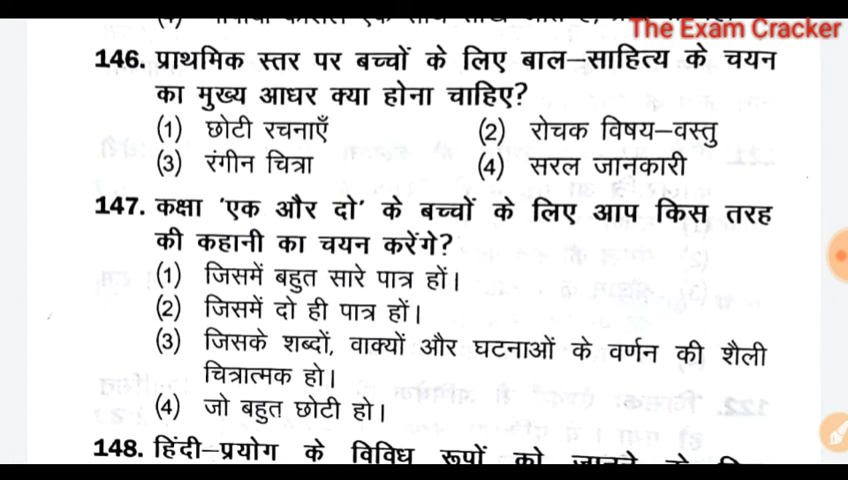 The Exam Cracker
146. प्राथमिक स्तर पर बच्चों के लिए बाल–साहित्य के चयन
का मुख्य आधर क्या होना चाहिए?
(1) छोटी रचनाएँ (2) रोचक विषय–वस्तु
(3) रंगीन चित्रा (4) सरल जानकारी
147. कक्षा 'एक और दो' के बच्चों के लिए आप किस तरह
की कहानी का चयन करेंगे?
(1) जिसमें बहुत सारे पात्र हों।
(2) जिसमें दो ही पात्र हों।
(3) जिसके शब्दों, वाक्यों और घटनाओं के वर्णन की शैली
चित्रात्मक हो।
(4) जो बहुत छोटी हो।
148. हिंदी–प्रयोग के विविध रूपों को जानने